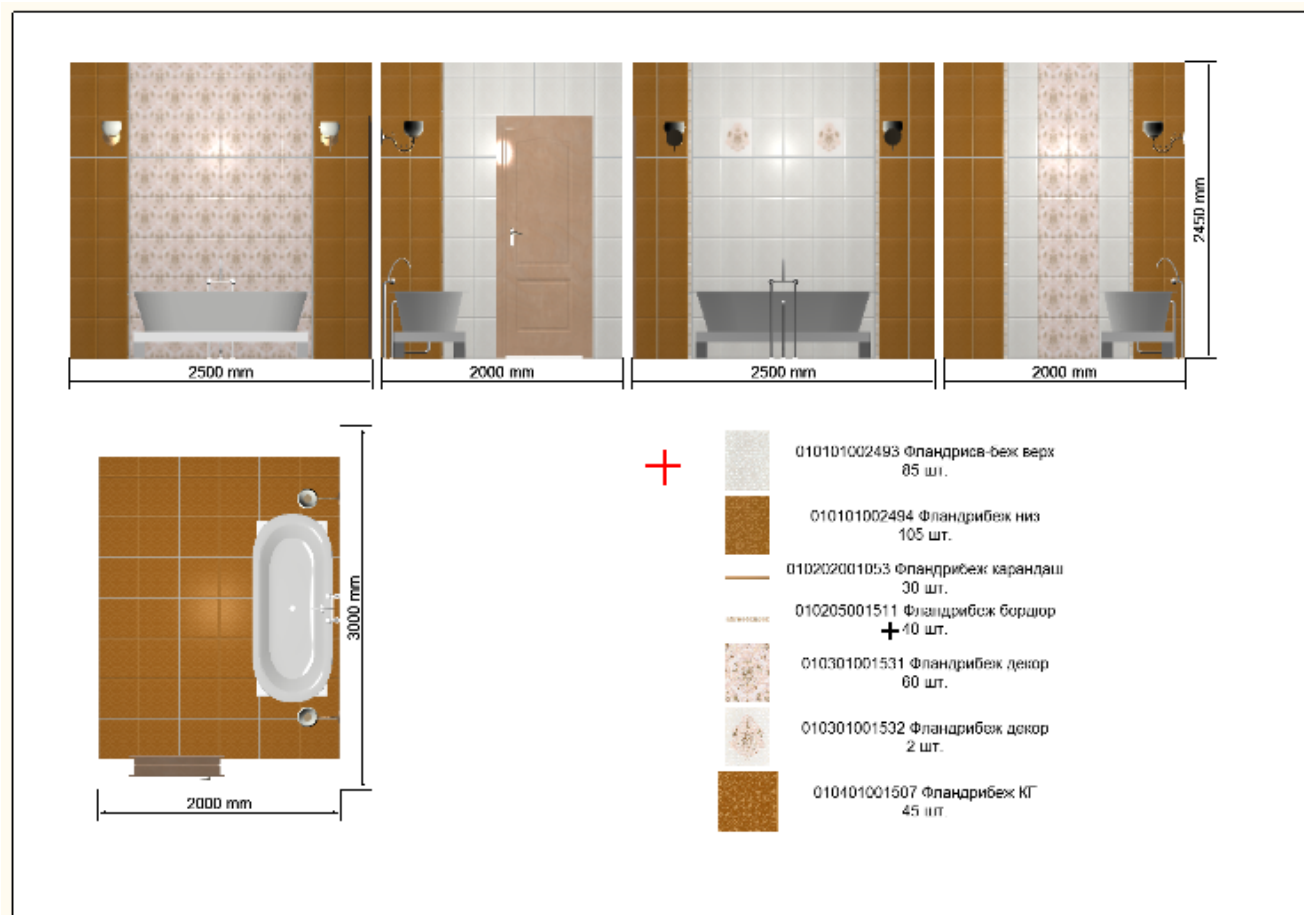 2450 mm
2500 mm
2000 mm
2500 mm
2000 mm
3000 mm
2000 mm
010101002493 Фландрисв-беж верх
85 шт.
010101002494 Фландрибеж низ
105 шт.
010202001053 Фландрибеж карандаш
30 шт.
010205001511 Фландрибеж бордюр
40 шт.
010301001531 Фландрибеж декор
60 шт.
010301001532 Фландрибеж декор
2 шт.
010401001507 Фландрибеж КГ
45 шт.